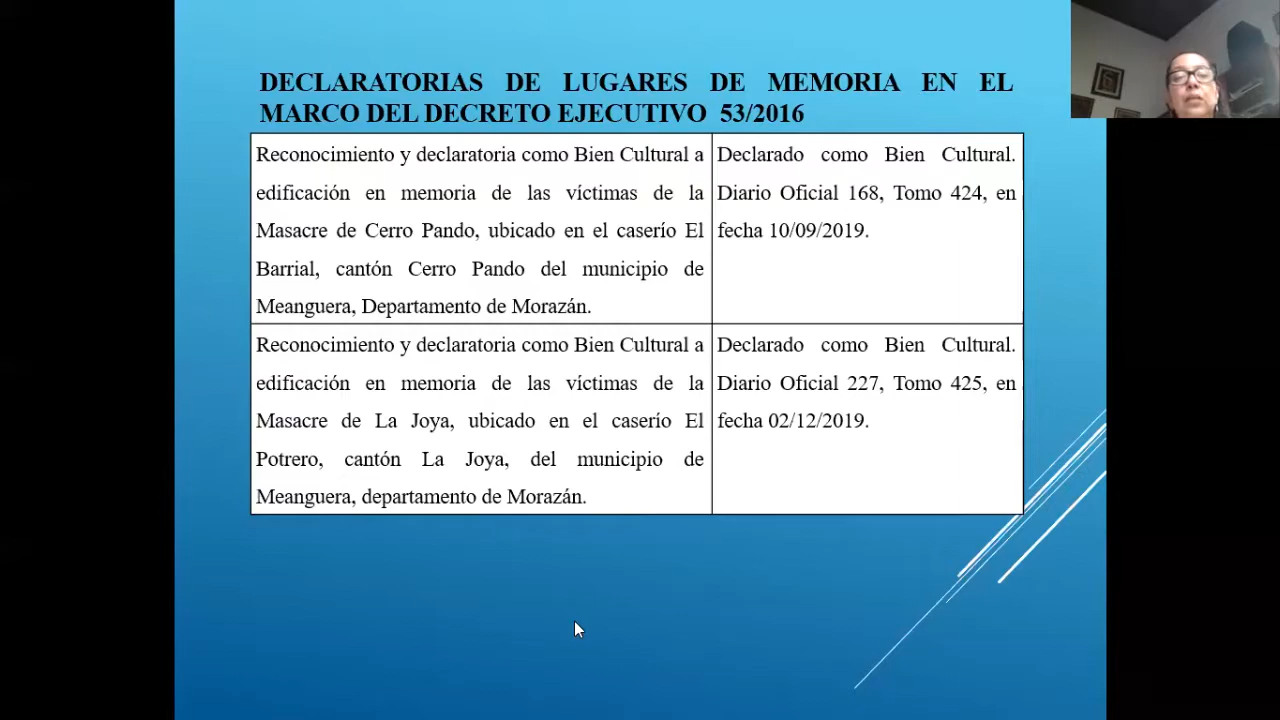 DECLARATORIAS DE LUGARES DE MEMORIA EN EL
MARCO DEL DECRETO EJECUTIVO 53/2016
Reconocimiento y declaratoria como Bien Cultural a
edificación en memoria de las víctimas de la
Masacre de Cerro Pando, ubicado en el caserío El
Barrial, cantón Cerro Pando del municipio de
Meanguera, Departamento de Morazán.
Declarado como Bien Cultural.
Diario Oficial 168, Tomo 424, en
fecha 10/09/2019.
Reconocimiento y declaratoria como Bien Cultural a
edificación en memoria de las víctimas de la
Masacre de La Joya, ubicado en el caserío El
Potrero, cantón La Joya, del municipio de
Meanguera, departamento de Morazán.
Declarado como Bien Cultural.
Diario Oficial 227, Tomo 425, en
fecha 02/12/2019.